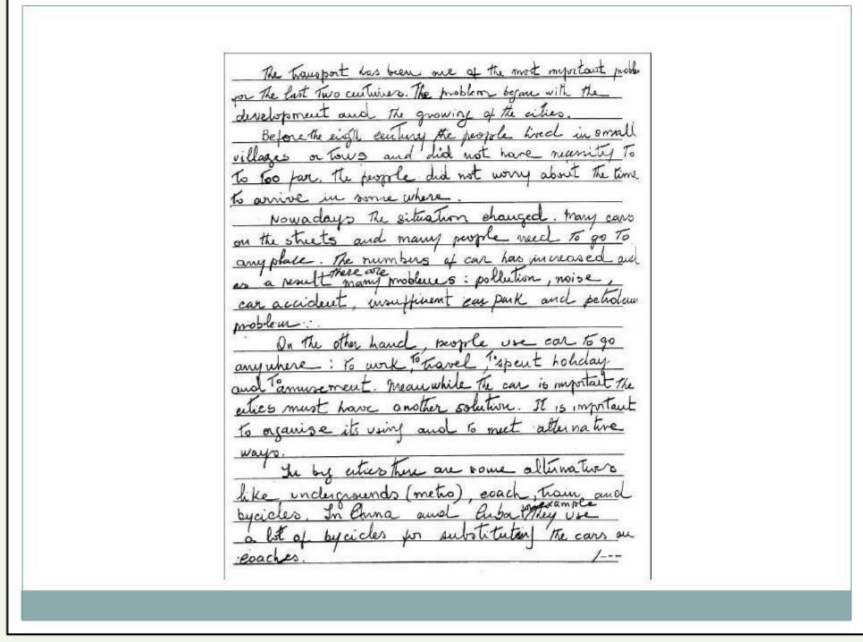 The transport has been one of the most important proble
for the last two centuries. The problem began with the
development and the growing of the cities.
Before the eigth century the people lived in small
villages or tows and did not have necessity to
to too far. The people did not worry about the time
to arrive in some where.
Nowadays the situation changed. Many cars
on the streets and many people need to go to
any place. The numbers of car has increased and
as a result there are many problems: pollution, noise,
car accident, insufficient car park and petroleum
problem...
On the other hand, people use car to go
anywhere: to work, to travel, to spent holiday
and to amusement. Meanwhile the car is important the
cities must have another solution. It is important
to organize its using and to meet alternative
ways.
In big cities there are some alternatives
like undergrounds (metro), coach, tram and
bycicles. In China and Cuba for example they use
a lot of bycicles for substituting the cars or
coaches. /---